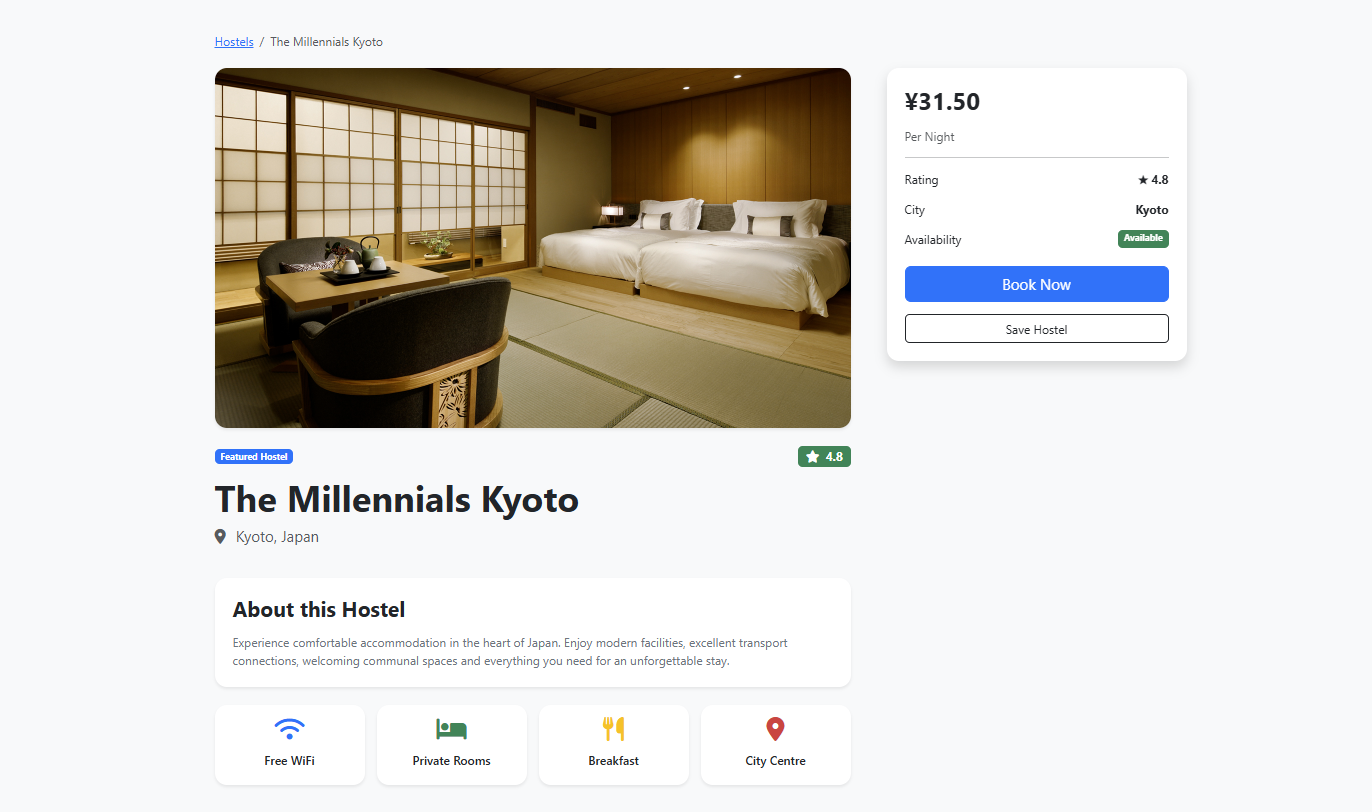 Hostels / The Millennials Kyoto
¥31.50
Per Night
Rating ★ 4.8
City Kyoto
Availability Available
Book Now
Save Hostel
Featured Hostel
★ 4.8
The Millennials Kyoto
Kyoto, Japan
About this Hostel
Experience comfortable accommodation in the heart of Japan. Enjoy modern facilities, excellent transport
connections, welcoming communal spaces and everything you need for an unforgettable stay.
Free WiFi
Private Rooms
Breakfast
City Centre